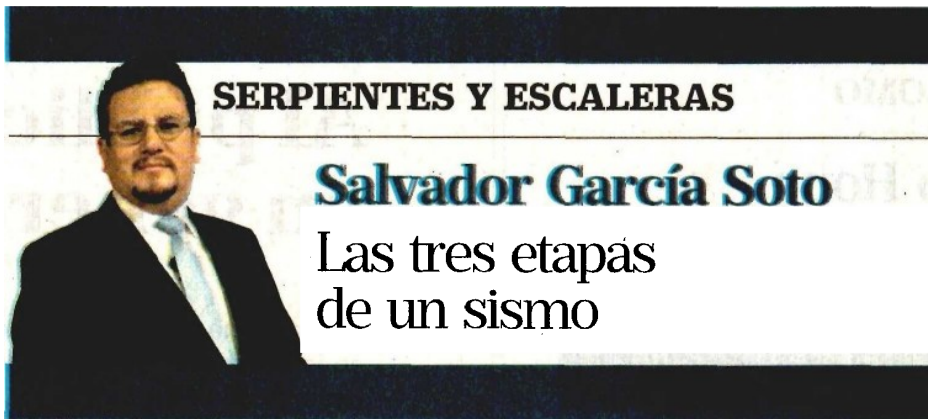 SERPIENTES Y ESCALERAS
Salvador García Soto
Las tres etapas
de un sismo